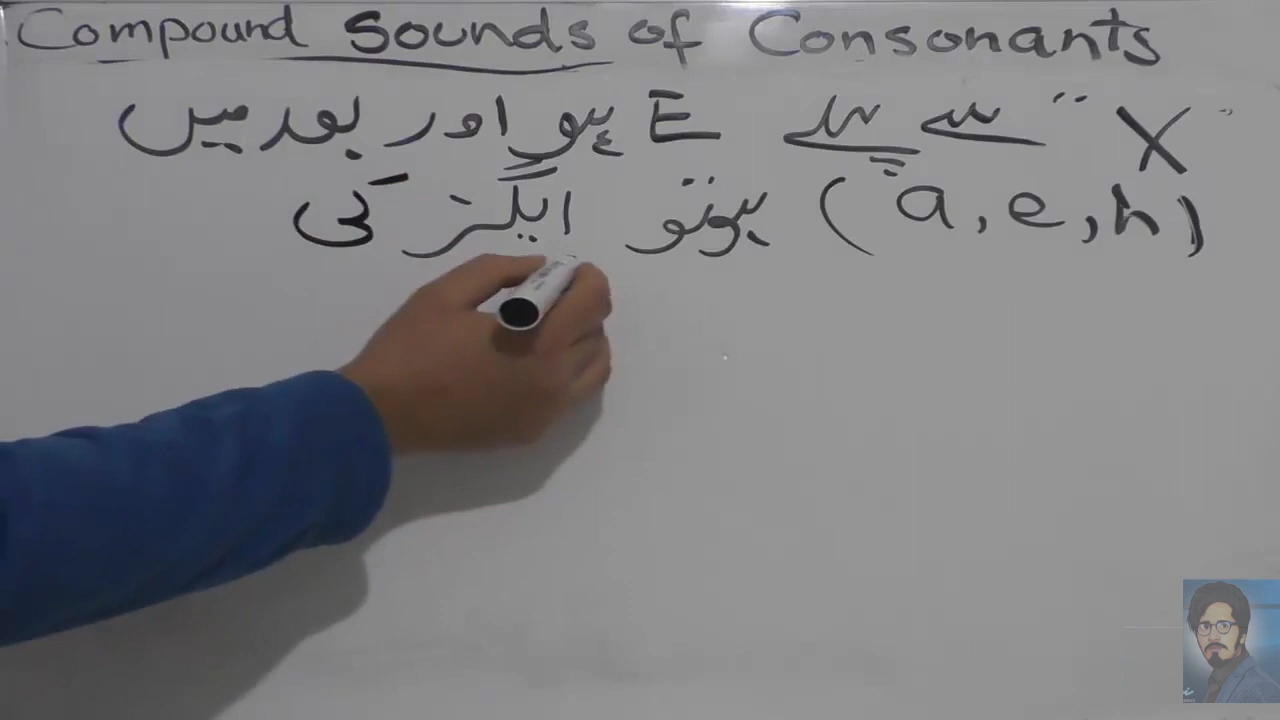 Compound Sounds of Consonants
"X" سے پہلے E ہو اور بعد میں
(a, e, h) ہو تو ایگز کی